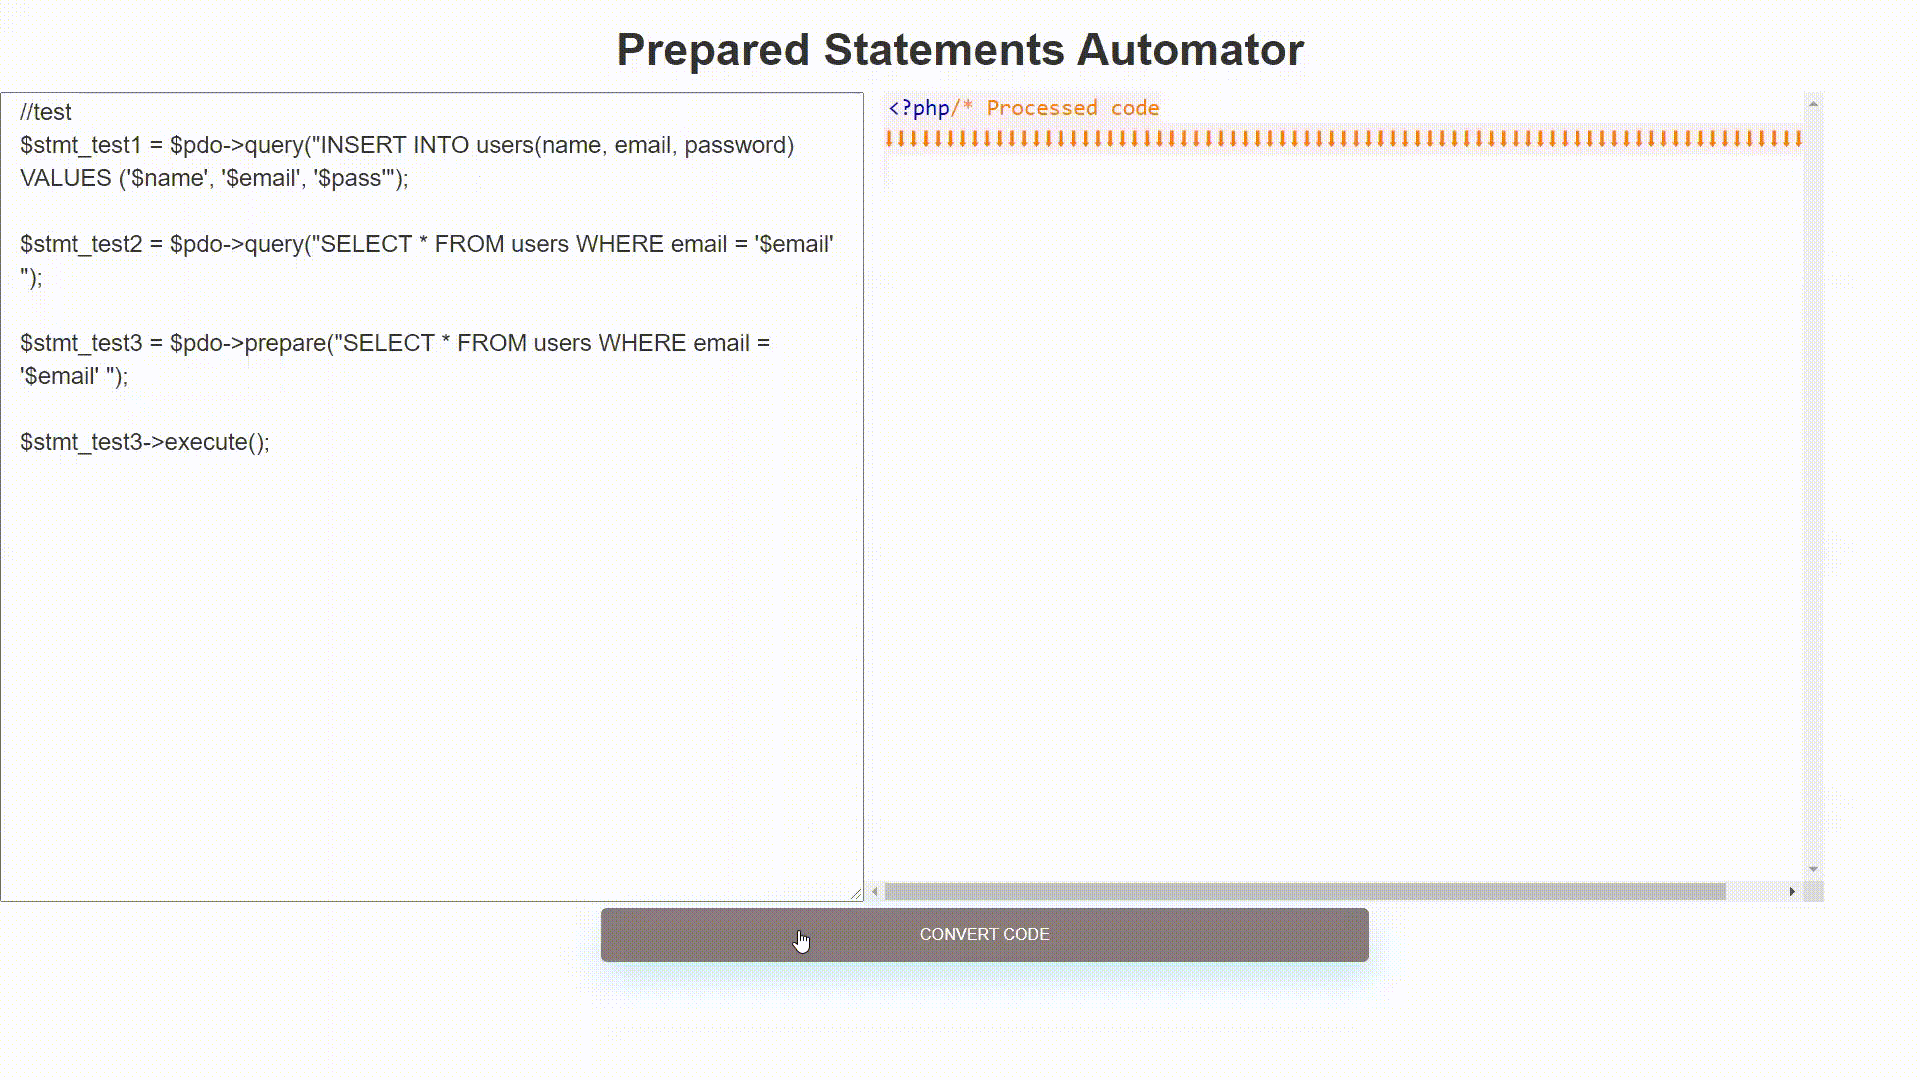 Prepared Statements Automator
//test
$stmt_test1 = $pdo->query("INSERT INTO users(name, email, password)
VALUES ('$name', '$email', '$pass'");
$stmt_test2 = $pdo->query("SELECT * FROM users WHERE email = '$email'
");
$stmt_test3 = $pdo->prepare("SELECT * FROM users WHERE email =
'$email' ");
$stmt_test3->execute();
<?php/* Processed code
CONVERT CODE